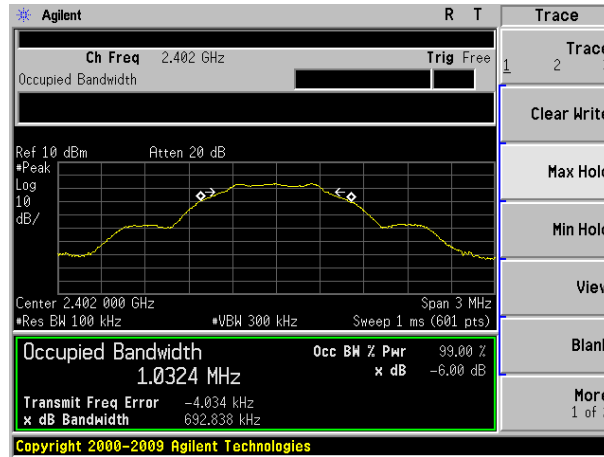 Agilent R T Trace
Ch Freq 2.402 GHz Trig Free
Occupied Bandwidth
Trace
1 2
Clear Write
Max Hold
Min Hold
View
Blank
More
1 of
Ref 10 dBm Atten 20 dB
#Peak
Log
10
dB/
Center 2.402 000 GHz Span 3 MHz
#Res BW 100 kHz #VBW 300 kHz Sweep 1 ms (601 pts)
Occupied Bandwidth Occ BW % Pwr 99.00 %
1.0324 MHz x dB -6.00 dB
Transmit Freq Error -4.034 kHz
x dB Bandwidth 692.838 kHz
Copyright 2000-2009 Agilent Technologies